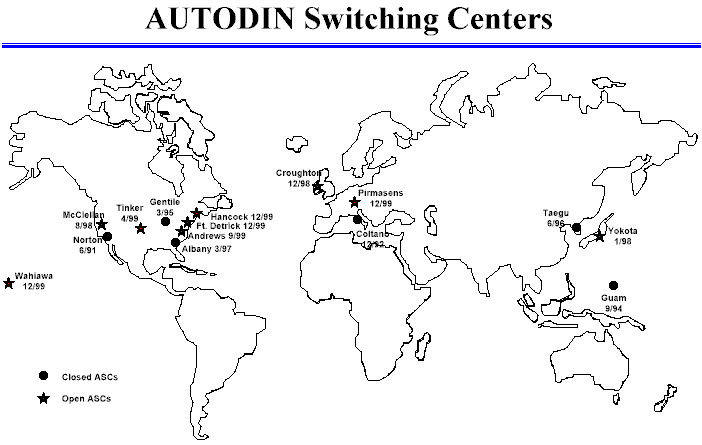 AUTODIN Switching Centers
Croughton
12/98
Pirmasens
12/99
Coltano
12/92
Tinker
4/99
Gentile
3/95
McClellan
8/98
Norton
6/91
Hancock 12/99
Ft. Detrick 12/99
Andrews 9/99
Albany 3/97
Taegu
6/96
Yokota
1/98
Wahiawa
12/99
Guam
9/94
Closed ASCs
Open ASCs